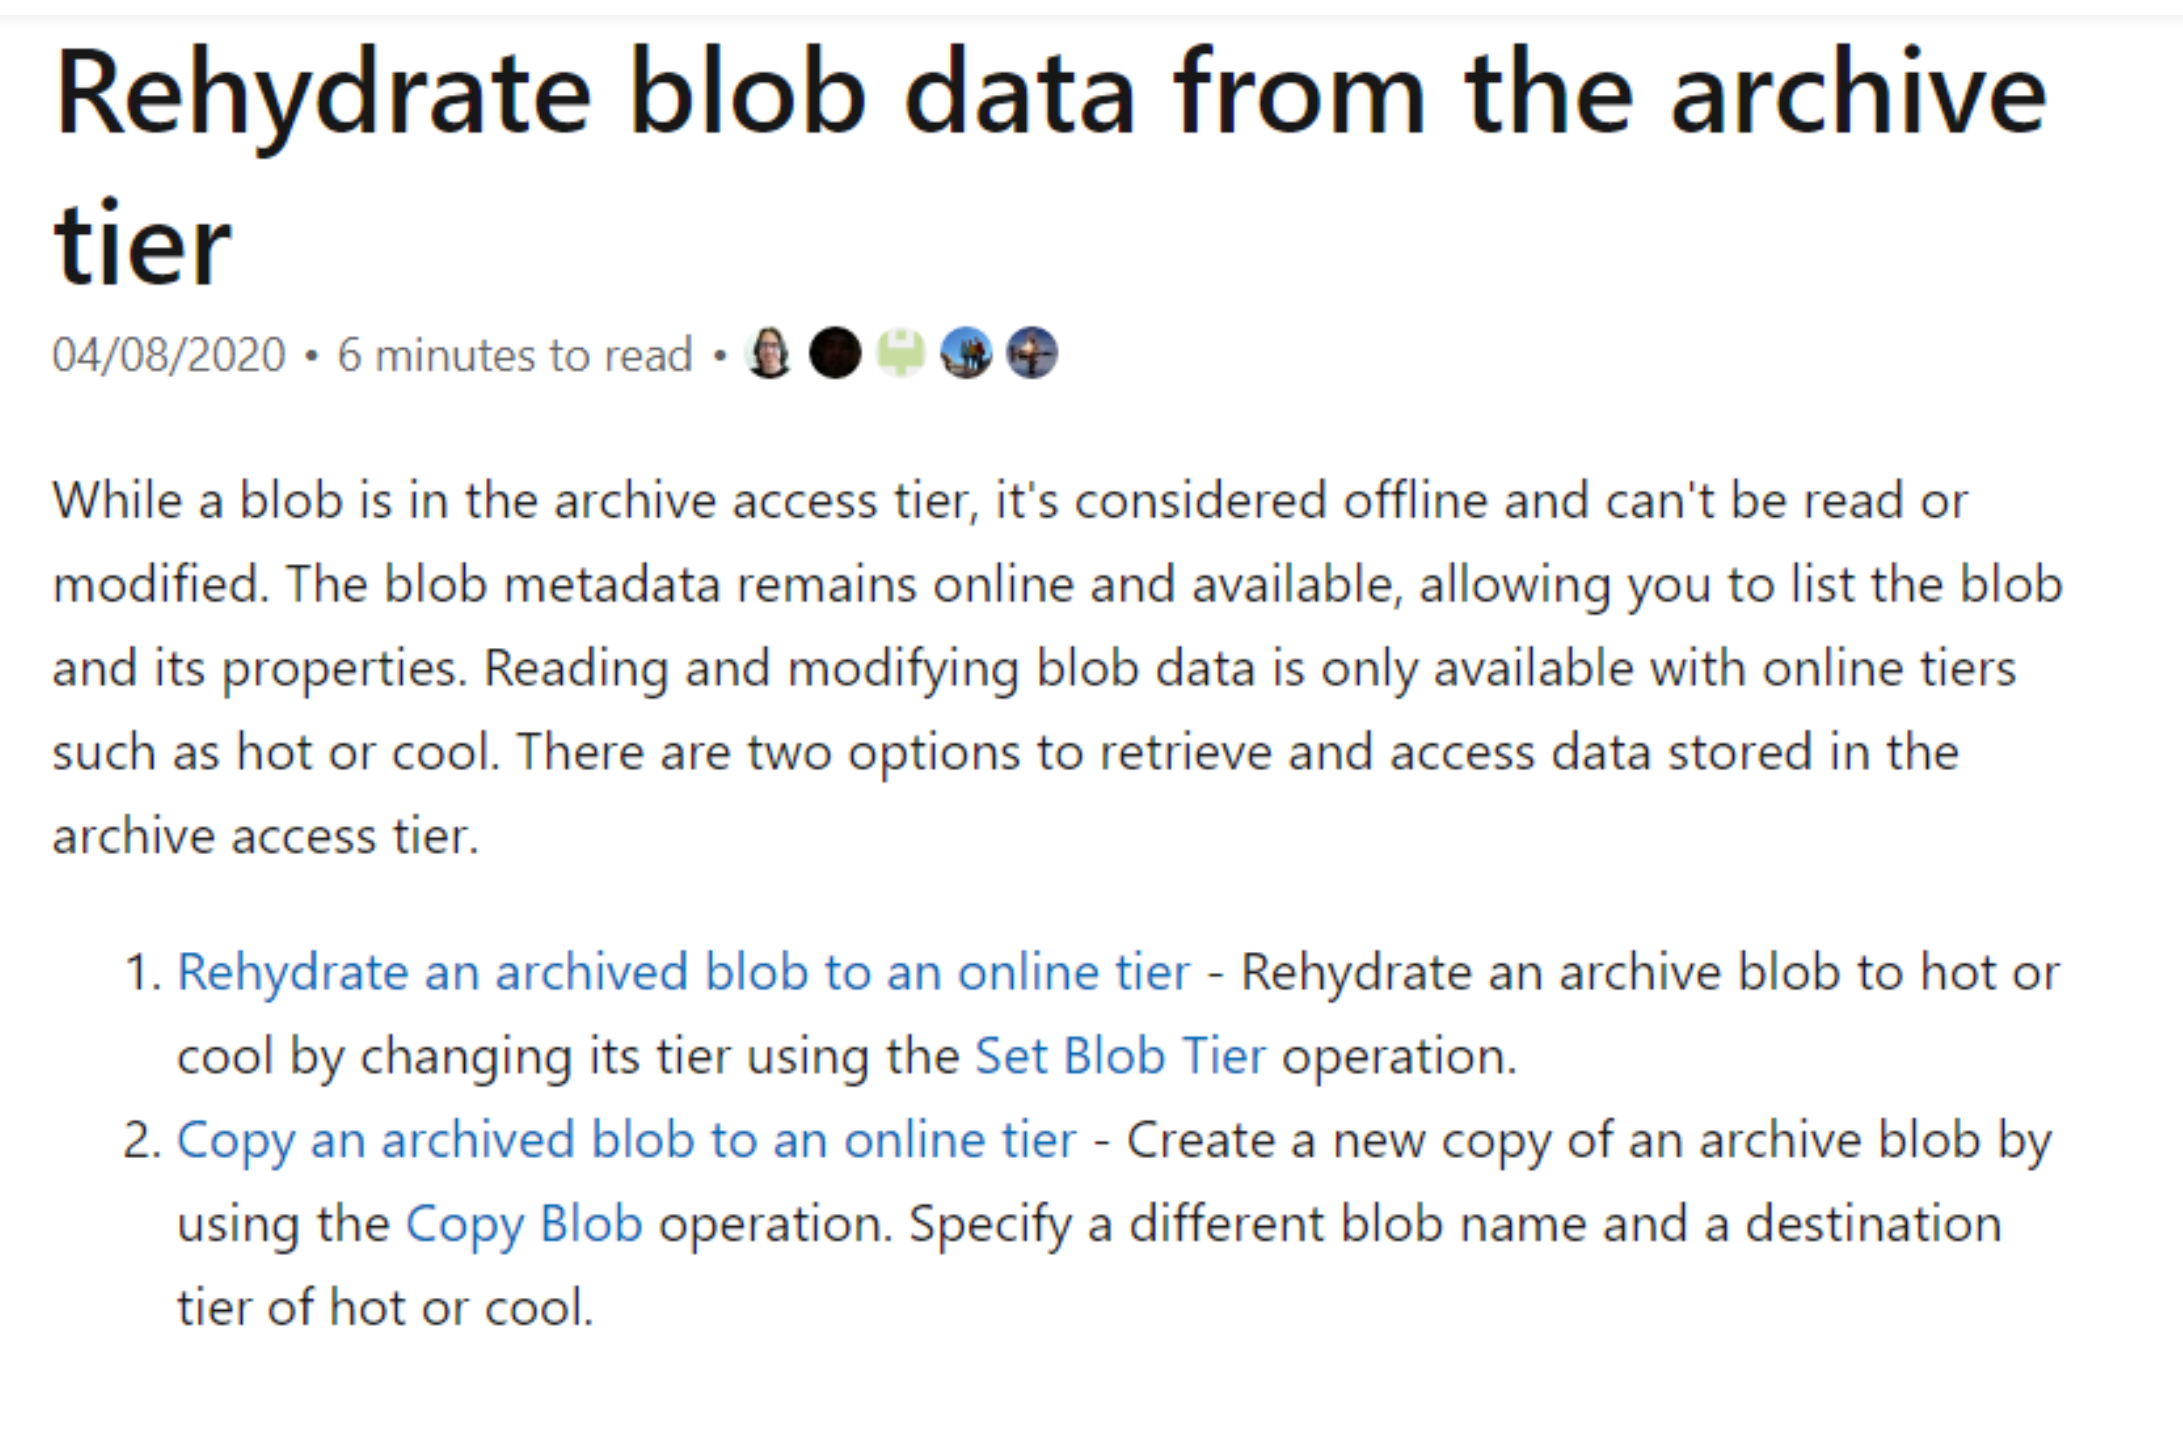 Rehydrate blob data from the archive
tier
04/08/2020 • 6 minutes to read •
While a blob is in the archive access tier, it's considered offline and can't be read or
modified. The blob metadata remains online and available, allowing you to list the blob
and its properties. Reading and modifying blob data is only available with online tiers
such as hot or cool. There are two options to retrieve and access data stored in the
archive access tier.
1. Rehydrate an archived blob to an online tier - Rehydrate an archive blob to hot or
cool by changing its tier using the Set Blob Tier operation.
2. Copy an archived blob to an online tier - Create a new copy of an archive blob by
using the Copy Blob operation. Specify a different blob name and a destination
tier of hot or cool.